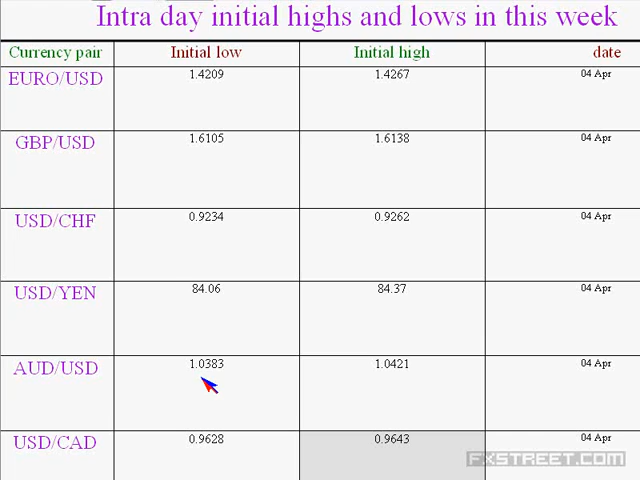 Intra day initial highs and lows in this week
Currency pair Initial low Initial high date
EURO/USD 1.4209 1.4267 04 Apr
GBP/USD 1.6105 1.6138 04 Apr
USD/CHF 0.9234 0.9262 04 Apr
USD/YEN 84.06 84.37 04 Apr
AUD/USD 1.0383 1.0421 04 Apr
USD/CAD 0.9628 0.9643 04 Apr
FXSTREET.COM